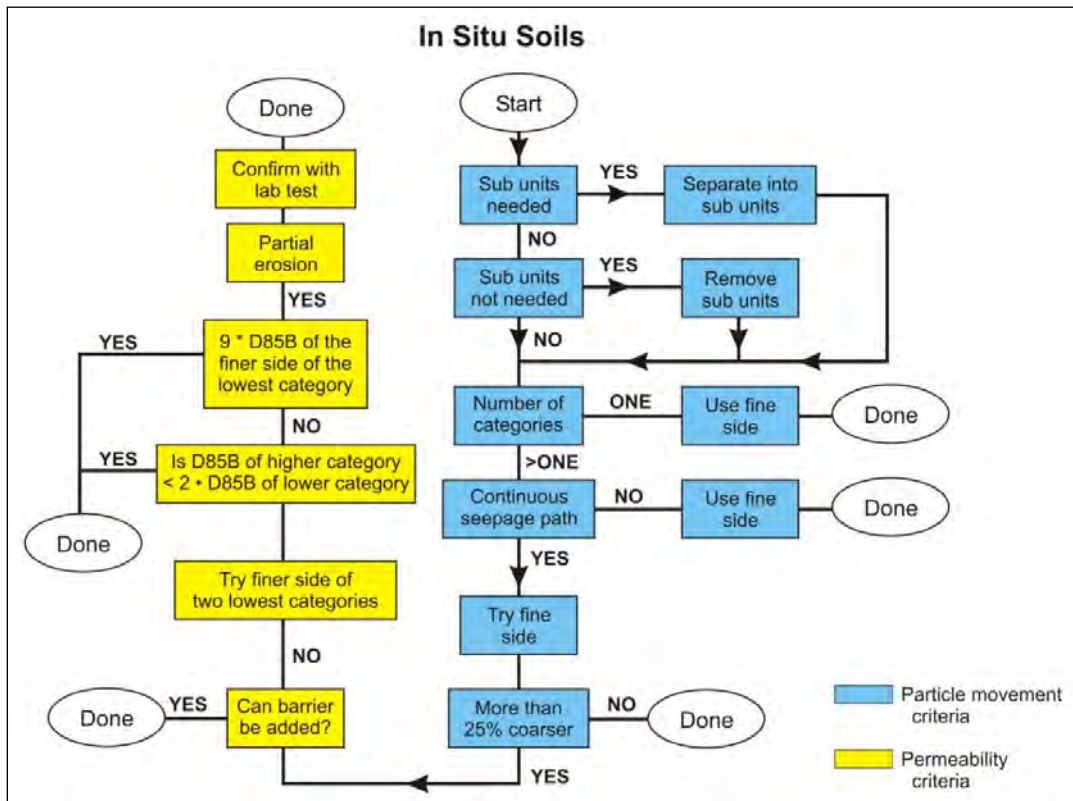 In Situ Soils
Start
Sub units
needed
YES
Separate into
sub units
NO
Sub units
not needed
YES
Remove
sub units
NO
Number of
categories
ONE
Use fine
side
Done
>ONE
Continuous
seepage path
NO
Use fine
side
Done
YES
Try fine
side
More than
25% coarser
NO
Done
YES
Can barrier
be added?
YES
Done
NO
Try finer side of
two lowest categories
Is D85B of higher category
< 2 • D85B of lower category
YES
Done
NO
9 * D85B of the
finer side of the
lowest category
YES
YES
Partial
erosion
Confirm with
lab test
Done
Particle movement
criteria
Permeability
criteria